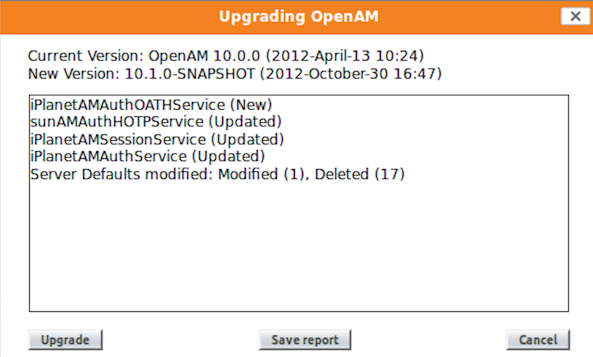 Upgrading OpenAM
Current Version: OpenAM 10.0.0 (2012-April-13 10:24)
New Version: 10.1.0-SNAPSHOT (2012-October-30 16:47)
iPlanetAMAuthOATHService (New)
sunAMAuthHOTPService (Updated)
iPlanetAMSessionService (Updated)
iPlanetAMAuthService (Updated)
Server Defaults modified: Modified (1), Deleted (17)
Upgrade Save report Cancel